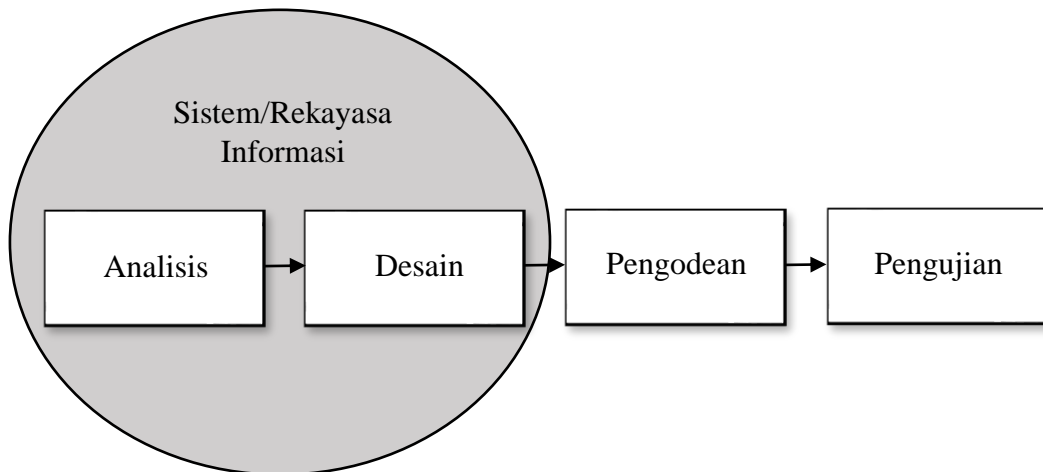 Sistem/Rekayasa
Informasi
Analisis
Desain
Pengodean
Pengujian